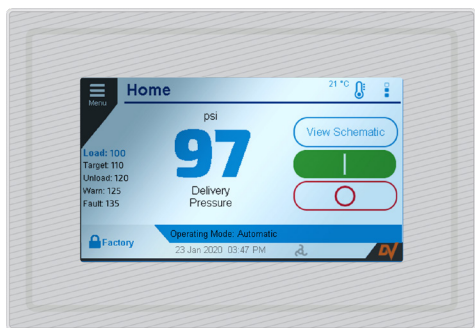 Menu
Home
21 °C
psi
97
Delivery
Pressure
Load: 100
Target: 110
Unload: 120
Warn: 125
Fault: 135
View Schematic
Factory
Operating Mode: Automatic
23 Jan 2020 03:47 PM
DV